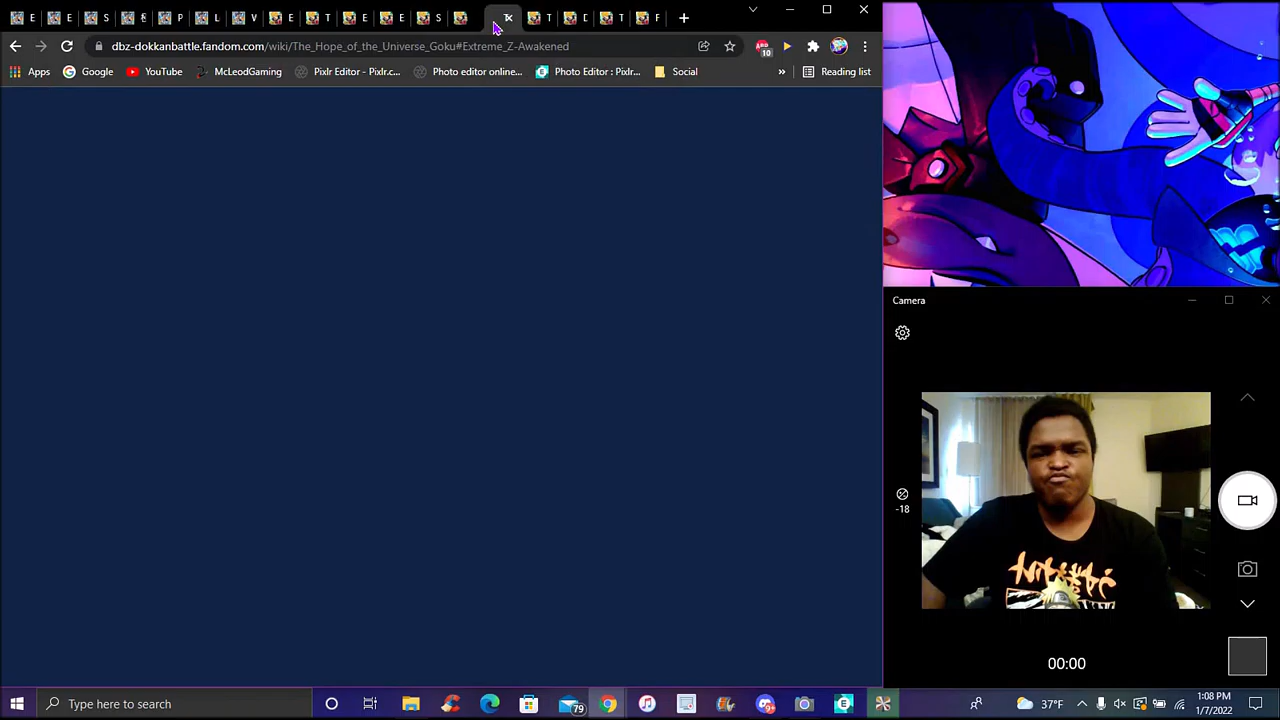 E E S P L V E T E E S T D T F
dbz-dokkanbattle.fandom.com/wiki/The_Hope_of_the_Universe_Goku#Extreme_Z-Awakened
10
Apps Google YouTube McLeodGaming Pixlr Editor - Pixlr.c... Photo editor online... Photo Editor : Pixlr... Social » Reading list
Camera
-18
00:00
Type here to search
79
37°F
1:08 PM
1/7/2022